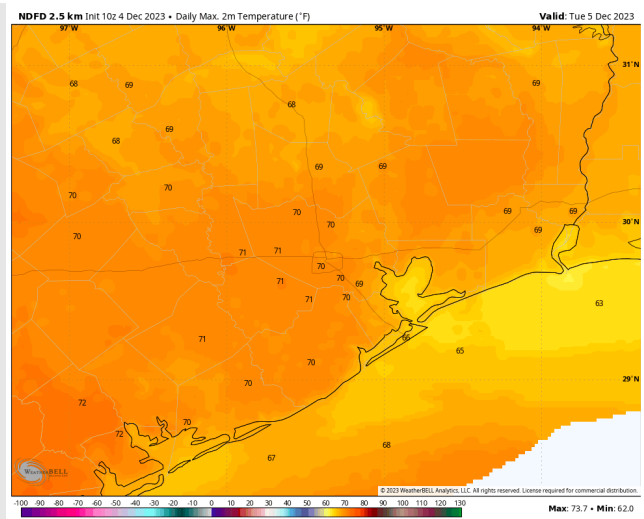 NDFD 2.5 km Init 10z 4 Dec 2023 • Daily Max. 2m Temperature (°F)
Valid: Tue 5 Dec 2023
97°W 96°W 95°W 94°W
31°N
68 69 69
68
69
68
69 69
70 70
70 69 69
30°N
70 70 69
71 71
70
71 70 69
71 70
63
66
71 65
70
29°N
70
72
70
72
68
67
WEATHERBELL
© 2023 WeatherBELL Analytics, LLC. All rights reserved. License required for commercial distribution.
-100 -90 -80 -70 -60 -50 -40 -30 -20 -10 0 10 20 30 40 50 60 70 80 90 100 110 120 130
Max: 73.7 • Min: 62.0